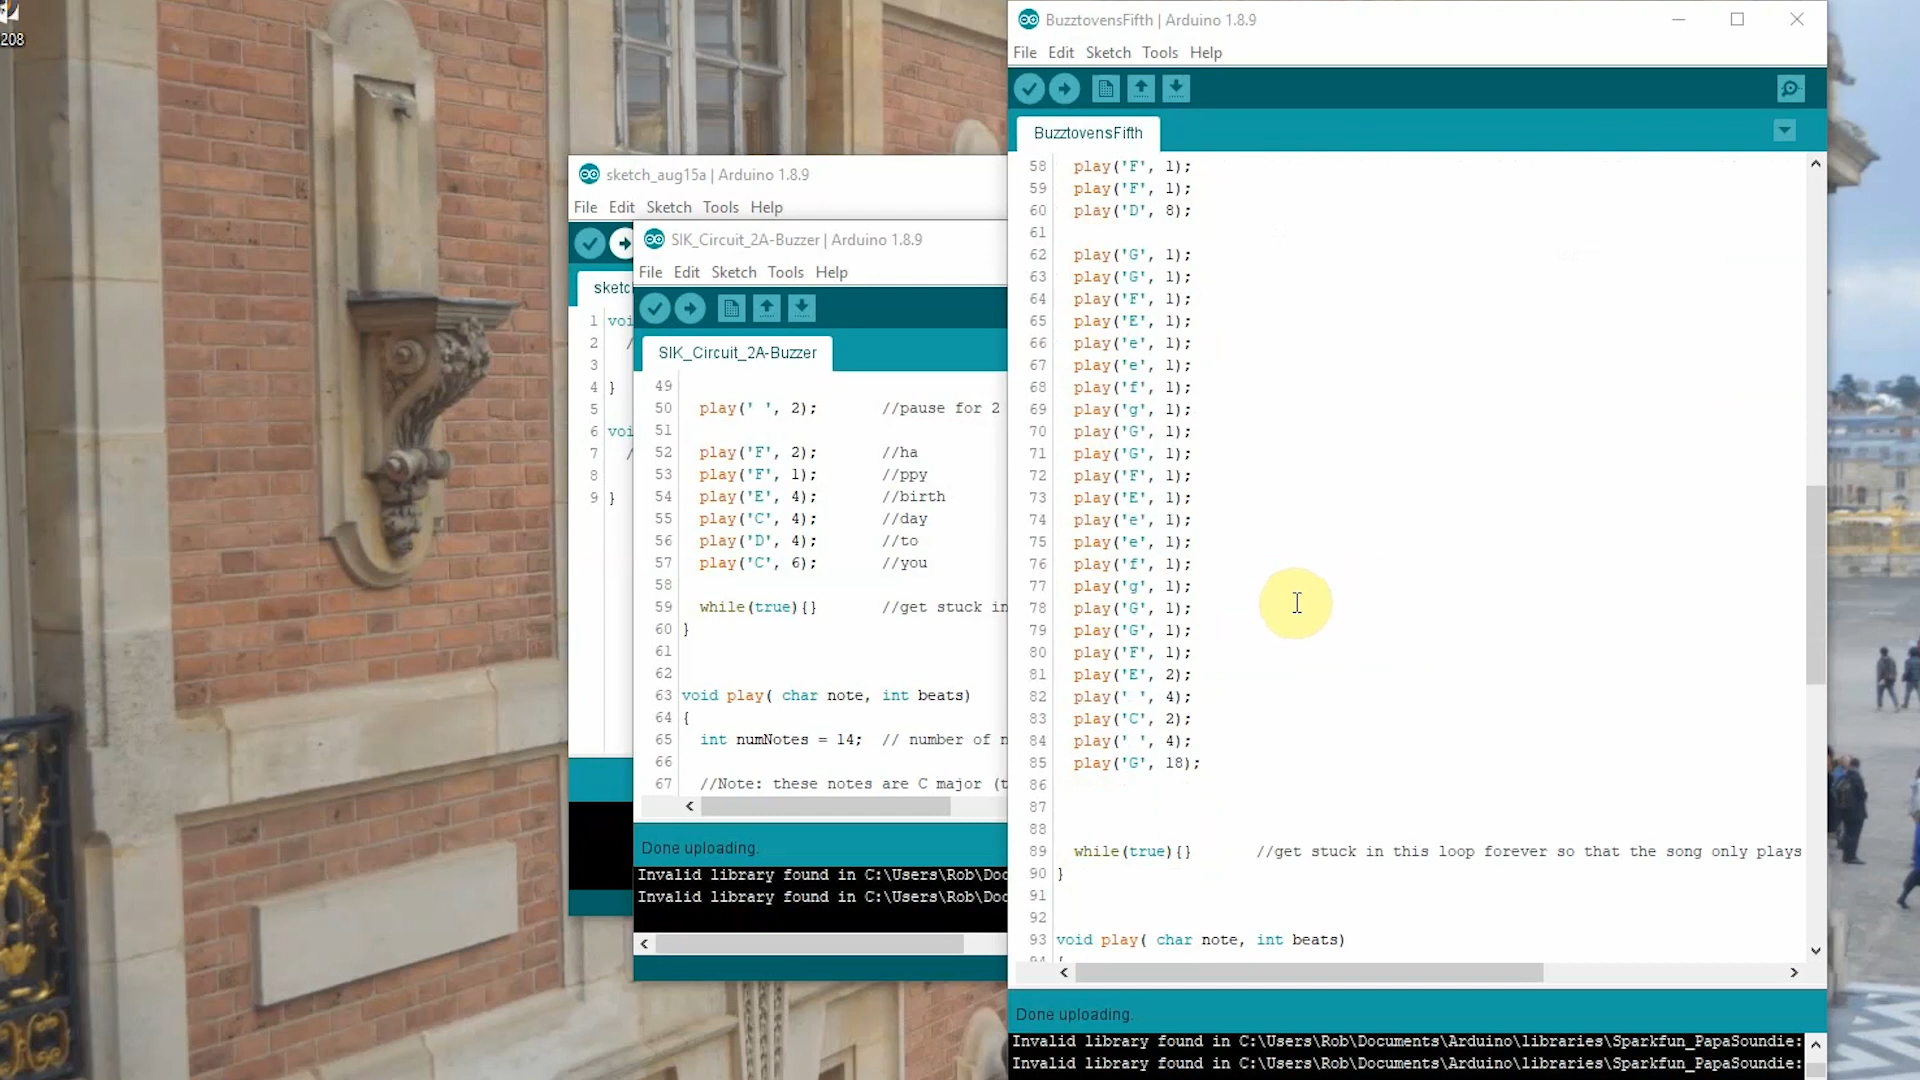 208
sketch_aug15a | Arduino 1.8.9
File Edit Sketch Tools Help
sketc
1 voi
2 /
3
4 }
5
6 voi
7 /
8
9 }
SIK_Circuit_2A-Buzzer | Arduino 1.8.9
File Edit Sketch Tools Help
SIK_Circuit_2A-Buzzer
49
50 play(' ', 2); //pause for 2
51
52 play('F', 2); //ha
53 play('F', 1); //ppy
54 play('E', 4); //birth
55 play('C', 4); //day
56 play('D', 4); //to
57 play('C', 6); //you
58
59 while(true){} //get stuck in
60 }
61
62
63 void play( char note, int beats)
64 {
65 int numNotes = 14; // number of n
66
67 //Note: these notes are C major (t
Done uploading.
Invalid library found in C:\Users\Rob\Doc
Invalid library found in C:\Users\Rob\Doc
BuzztovensFifth | Arduino 1.8.9
File Edit Sketch Tools Help
BuzztovensFifth
58 play('F', 1);
59 play('F', 1);
60 play('D', 8);
61
62 play('G', 1);
63 play('G', 1);
64 play('F', 1);
65 play('E', 1);
66 play('e', 1);
67 play('e', 1);
68 play('f', 1);
69 play('g', 1);
70 play('G', 1);
71 play('G', 1);
72 play('F', 1);
73 play('E', 1);
74 play('e', 1);
75 play('e', 1);
76 play('f', 1);
77 play('g', 1);
78 play('G', 1);
79 play('G', 1);
80 play('F', 1);
81 play('E', 2);
82 play(' ', 4);
83 play('C', 2);
84 play(' ', 4);
85 play('G', 18);
86
87
88
89 while(true){} //get stuck in this loop forever so that the song only plays
90 }
91
92
93 void play( char note, int beats)
94 {
Done uploading.
Invalid library found in C:\Users\Rob\Documents\Arduino\libraries\Sparkfun_PapaSoundie:
Invalid library found in C:\Users\Rob\Documents\Arduino\libraries\Sparkfun_PapaSoundie: